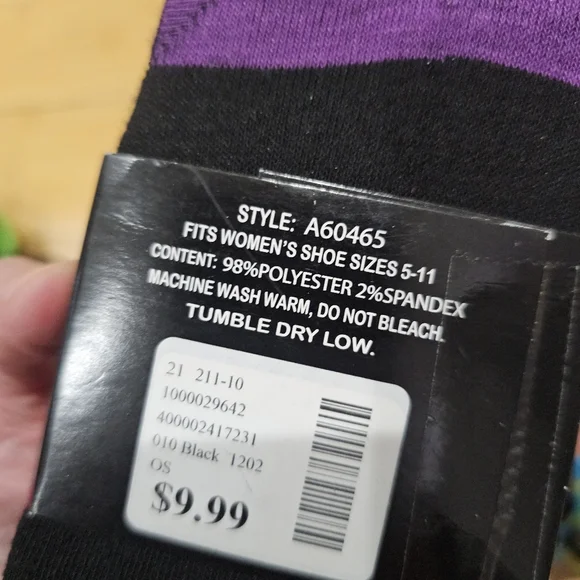 STYLE: A60465
FITS WOMEN'S SHOE SIZES 5-11
CONTENT: 98%POLYESTER 2%SPANDEX
MACHINE WASH WARM, DO NOT BLEACH.
TUMBLE DRY LOW.
21 211-10
1000029642
400002417231
010 Black 1202
OS
$9.99